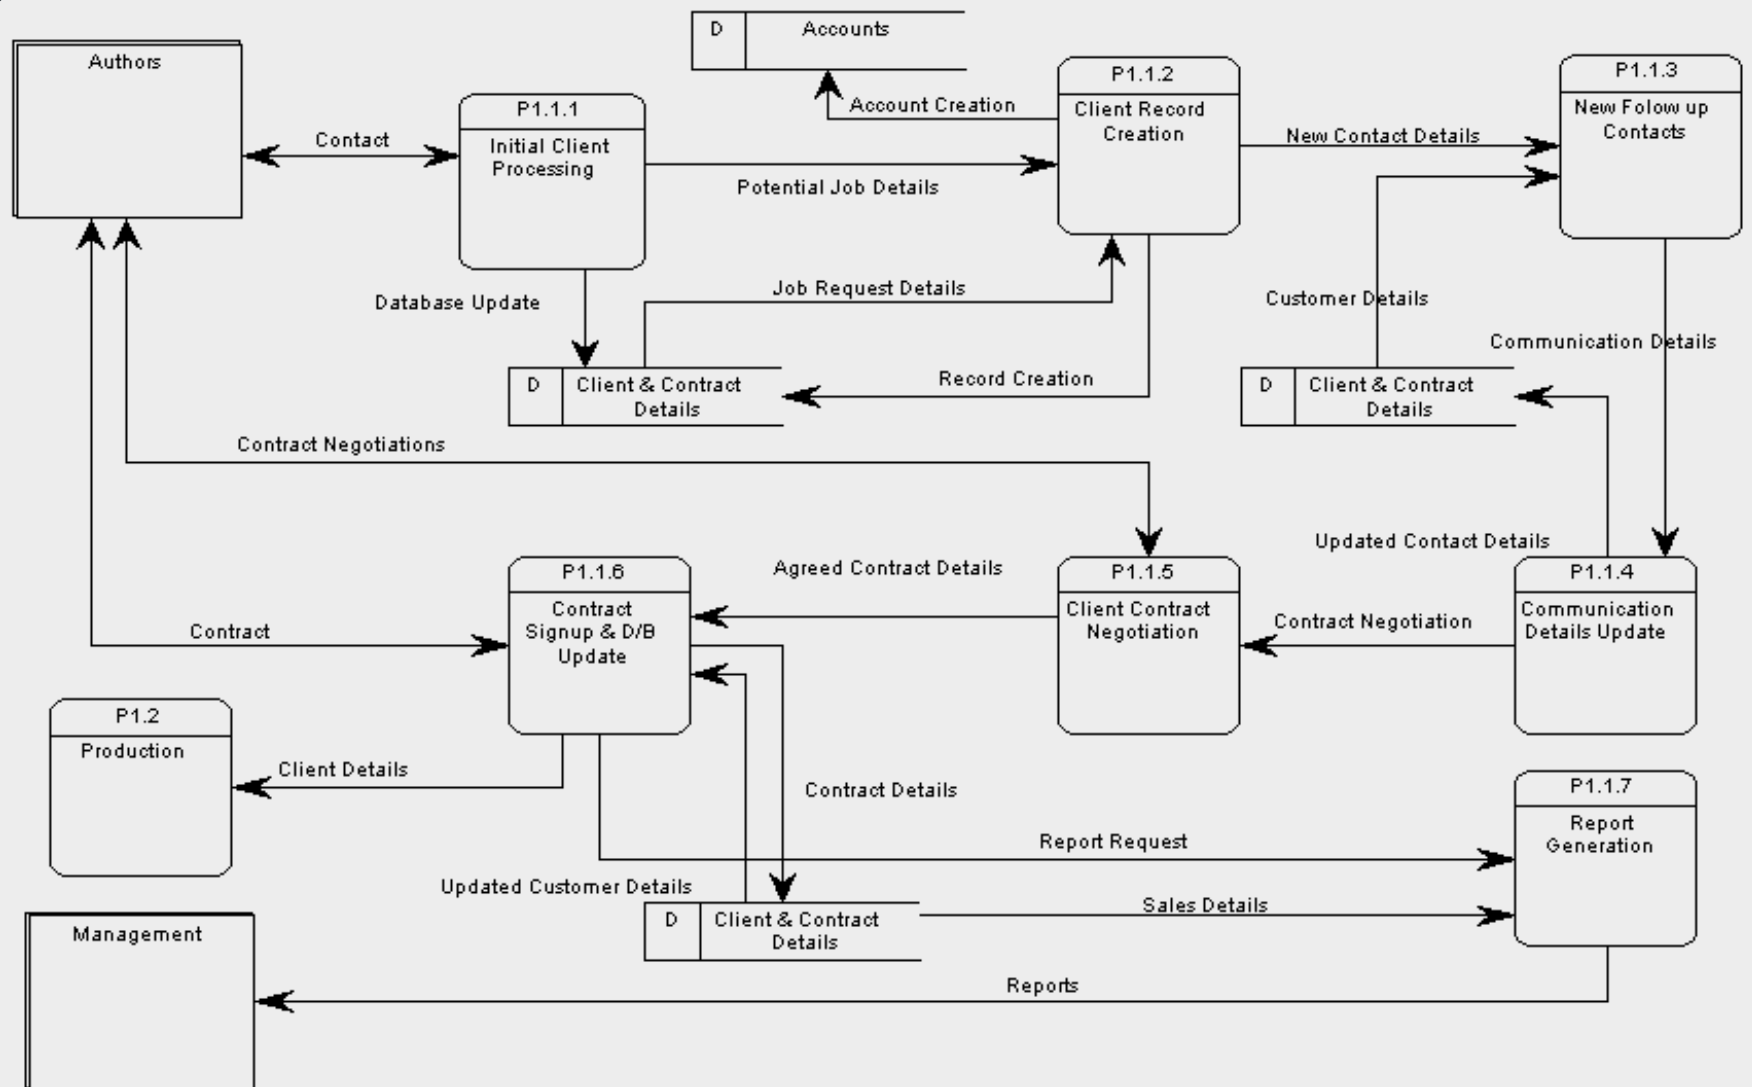 D
Accounts
Authors
P1.1.2
P1.1.3
P1.1.1
Account Creation
Client Record
Creation
New Folow up
Contacts
Contact
Initial Client
Processing
New Contact Details
Potential Job Details
Database Update
Job Request Details
Customer Details
Communication Details
D
Client & Contract
Details
Record Creation
D
Client & Contract
Details
Contract Negotiations
Updated Contact Details
P1.1.6
Agreed Contract Details
P1.1.5
P1.1.4
Contract
Signup & D/B
Update
Client Contract
Negotiation
Contract Negotiation
Communication
Details Update
Contract
P1.2
Production
Client Details
Contract Details
P1.1.7
Report
Generation
Report Request
Updated Customer Details
D
Client & Contract
Details
Sales Details
Management
Reports